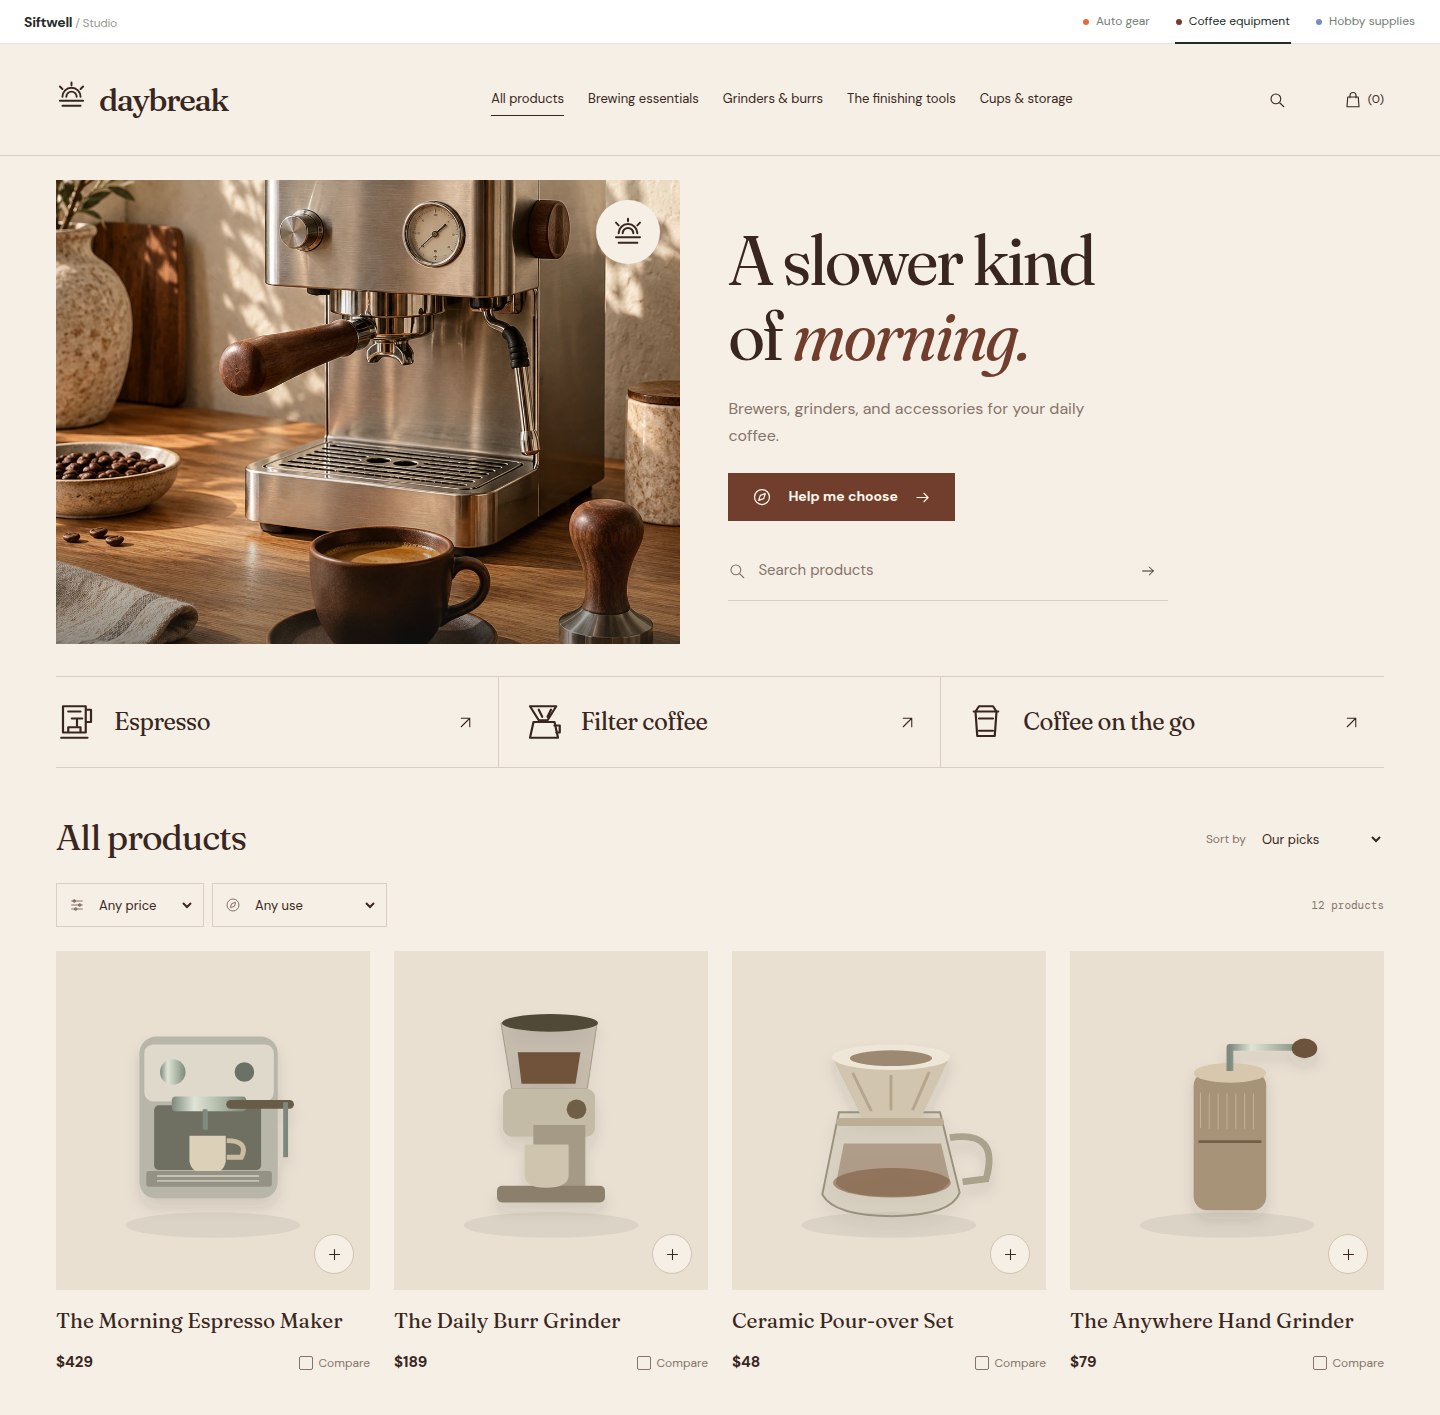 Siftwell / Studio
Auto gear
Coffee equipment
Hobby supplies
daybreak
All products
Brewing essentials
Grinders & burrs
The finishing tools
Cups & storage
(0)
A slower kind
of morning.
Brewers, grinders, and accessories for your daily
coffee.
Help me choose
Search products
Espresso
Filter coffee
Coffee on the go
All products
Sort by Our picks
Any price
Any use
12 products
The Morning Espresso Maker
$429
Compare
The Daily Burr Grinder
$189
Compare
Ceramic Pour-over Set
$48
Compare
The Anywhere Hand Grinder
$79
Compare